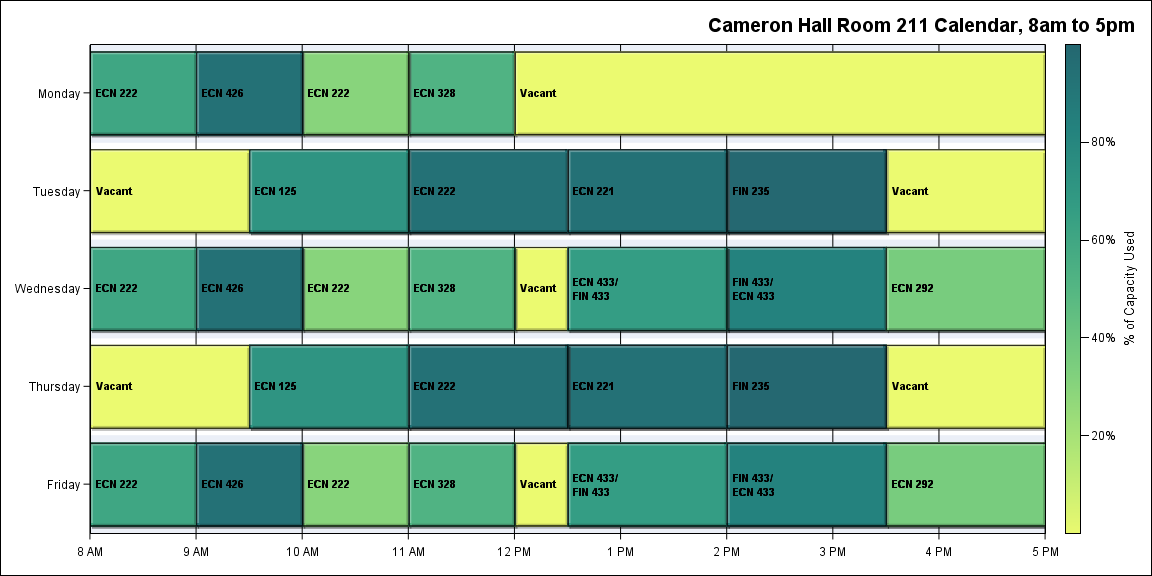 Cameron Hall Room 211 Calendar, 8am to 5pm
Monday
ECN 222
ECN 426
ECN 222
ECN 328
Vacant
Tuesday
Vacant
ECN 125
ECN 222
ECN 221
FIN 235
Vacant
Wednesday
ECN 222
ECN 426
ECN 222
ECN 328
Vacant
ECN 433/
FIN 433
FIN 433/
ECN 433
ECN 292
Thursday
Vacant
ECN 125
ECN 222
ECN 221
FIN 235
Vacant
Friday
ECN 222
ECN 426
ECN 222
ECN 328
Vacant
ECN 433/
FIN 433
FIN 433/
ECN 433
ECN 292
8 AM
9 AM
10 AM
11 AM
12 PM
1 PM
2 PM
3 PM
4 PM
5 PM
80%
60%
40%
20%
% of Capacity Used